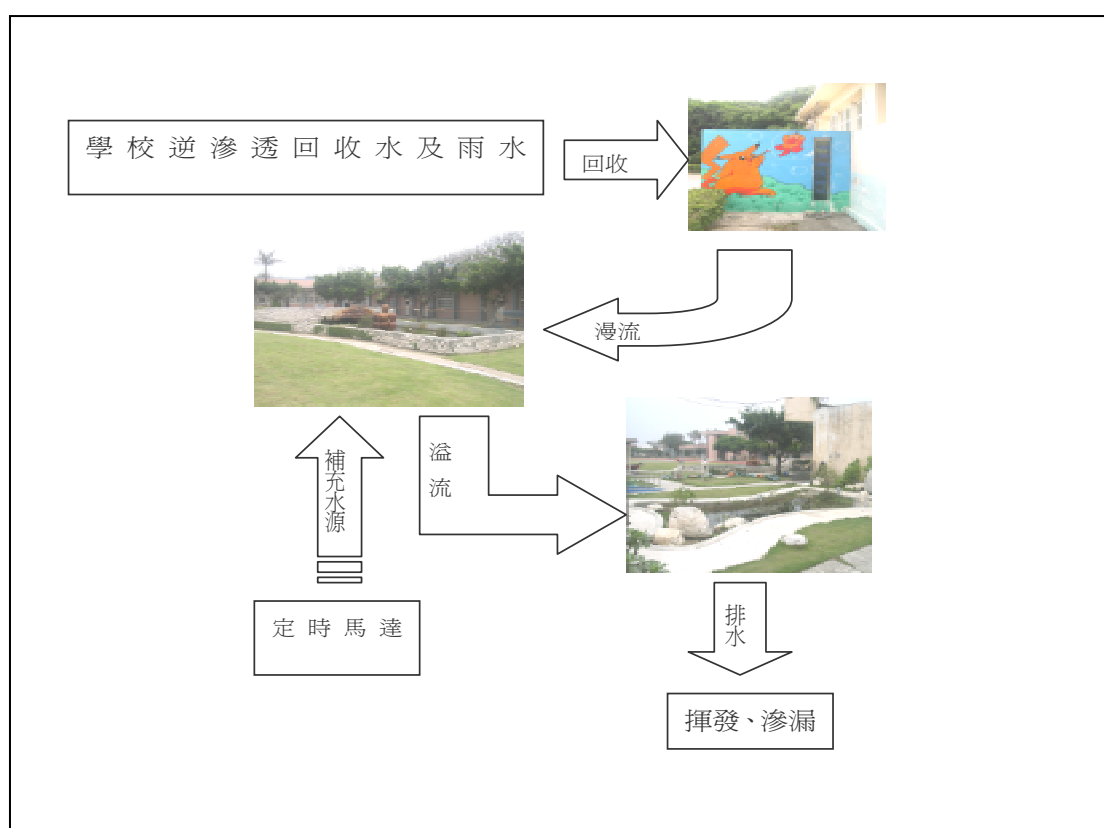 學校逆滲透回收水及雨水
回收
漫流
補充水源
溢流
定時馬達
排水
揮發、滲漏